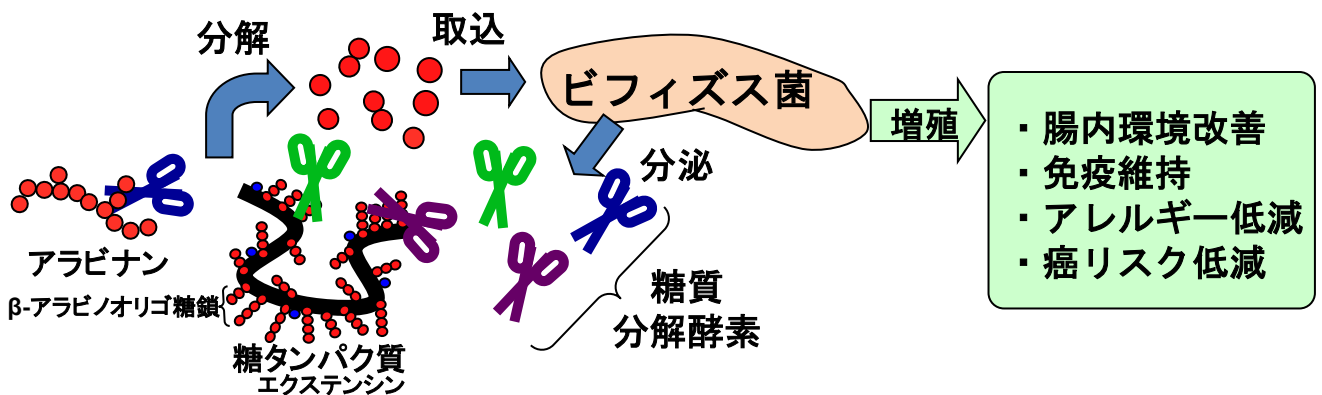 分解
取込
ビフィズス菌
増殖
・腸内環境改善
・免疫維持
・アレルギー低減
・癌リスク低減
分泌
アラビナン
β-アラビノオリゴ糖鎖
糖タンパク質
エクステンシン
糖質
分解酵素